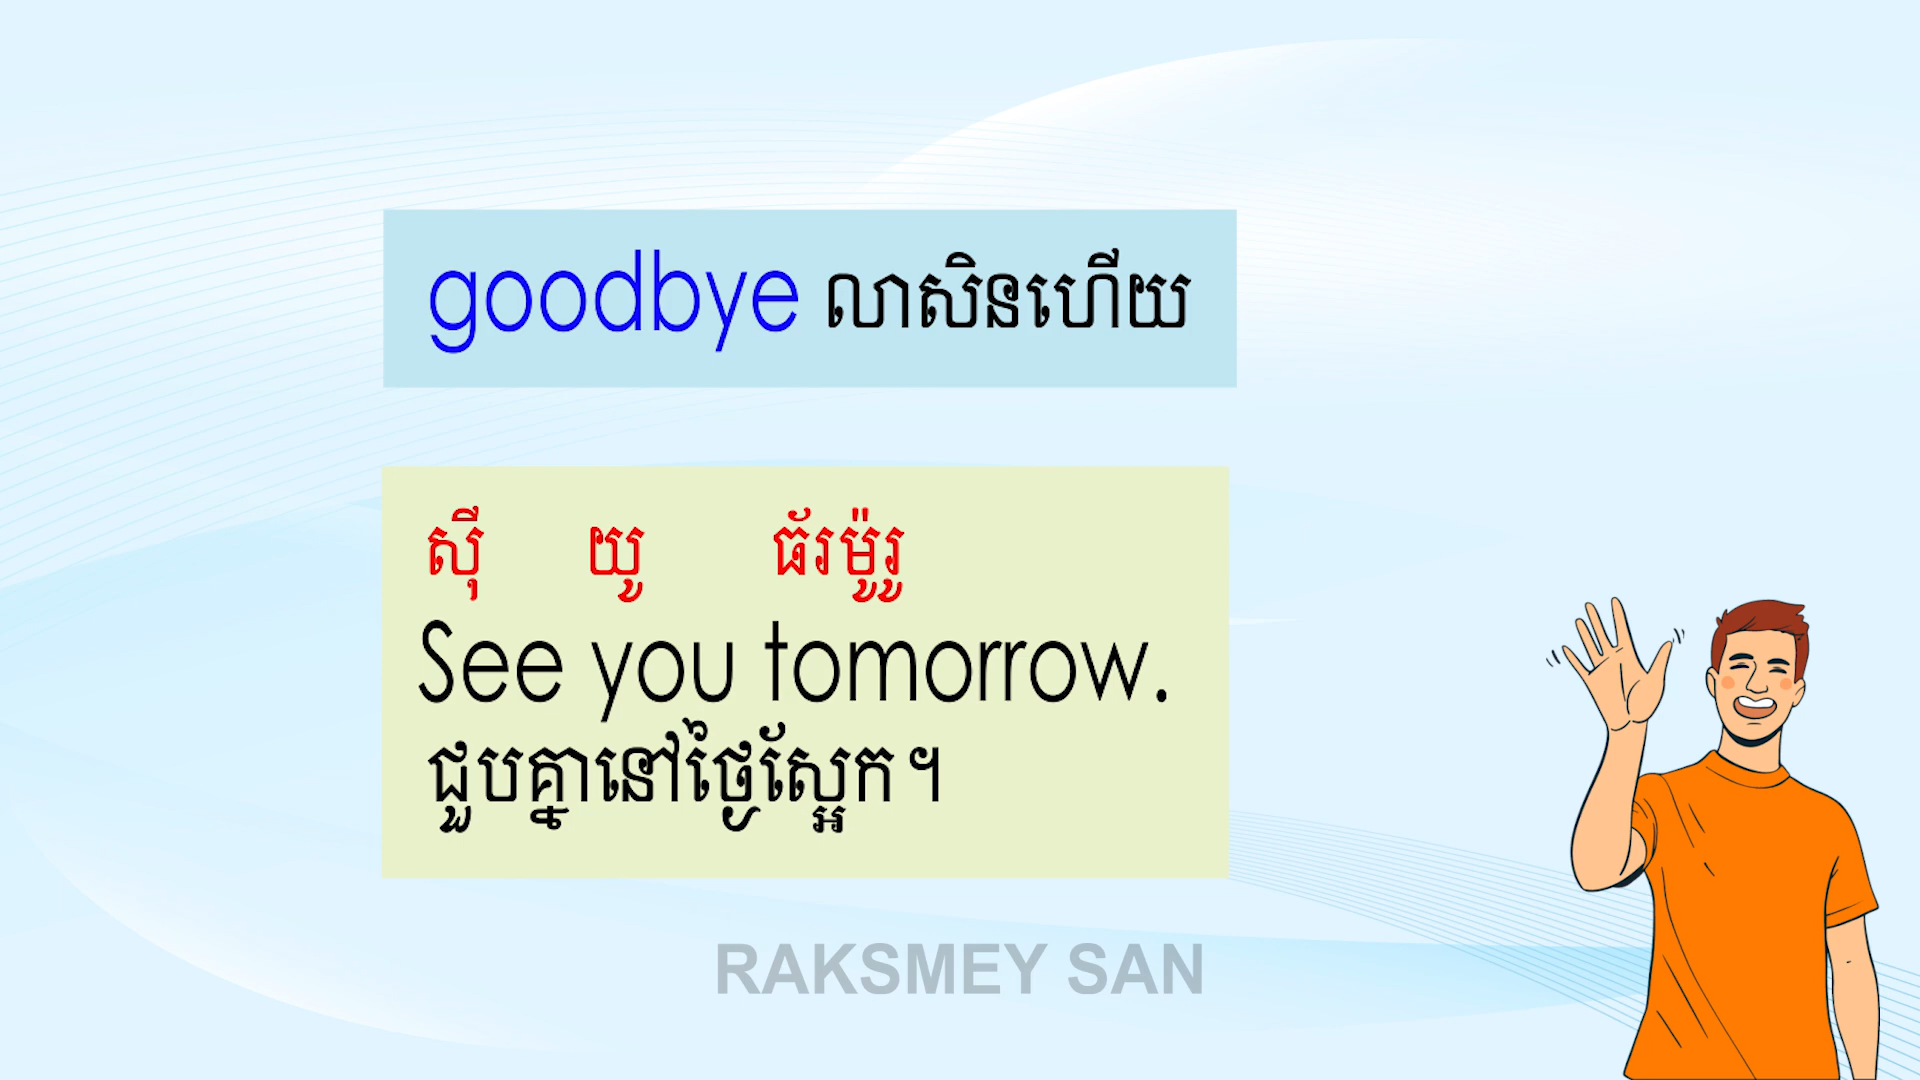 goodbye លាសិនហើយ
ស៊ី យូ ធ័រម៉ូរូ
See you tomorrow.
ជួបគ្នានៅថ្ងៃស្អែក។
RAKSMEY SAN